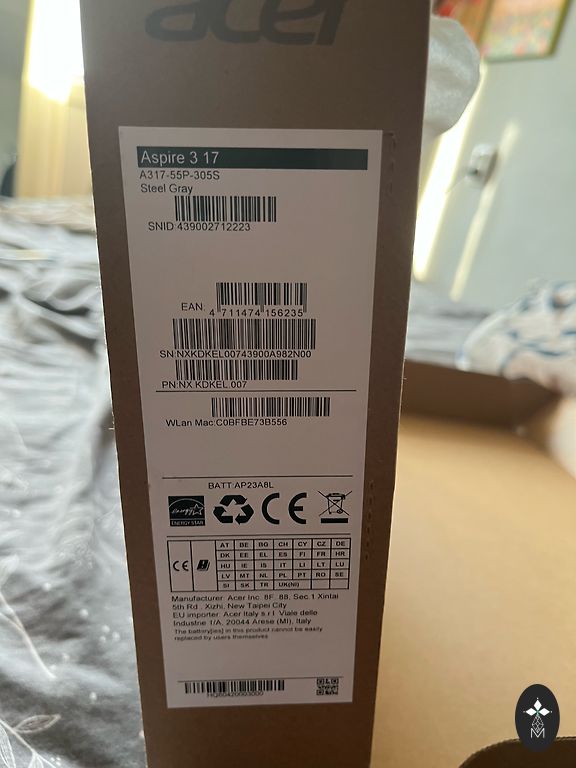 acer
Aspire 3 17
A317-55P-305S
Steel Gray
SNID:439002712223
EAN:
4 711474 156235
SN:NXKDKEL00743900A982N00
PN:NX.KDKEL.007
WLan Mac:C0BFBE73B556
BATT:AP23A8L
energy
ENERGY STAR
CE
CE
AT BE BG CH CY CZ DE
DK EE EL ES FI FR HR
HU IE IS IT LI LT LU
LV MT NL PL PT RO SE
SI SK TR UK(NI)
Manufacturer: Acer Inc. 8F, 88, Sec.1 Xintai
5th Rd., Xizhi, New Taipei City
EU importer: Acer Italy s.r.l. Viale delle
Industrie 1/A, 20044 Arese (MI), Italy
The battery[ies] in this product cannot be easily
replaced by users themselves
M